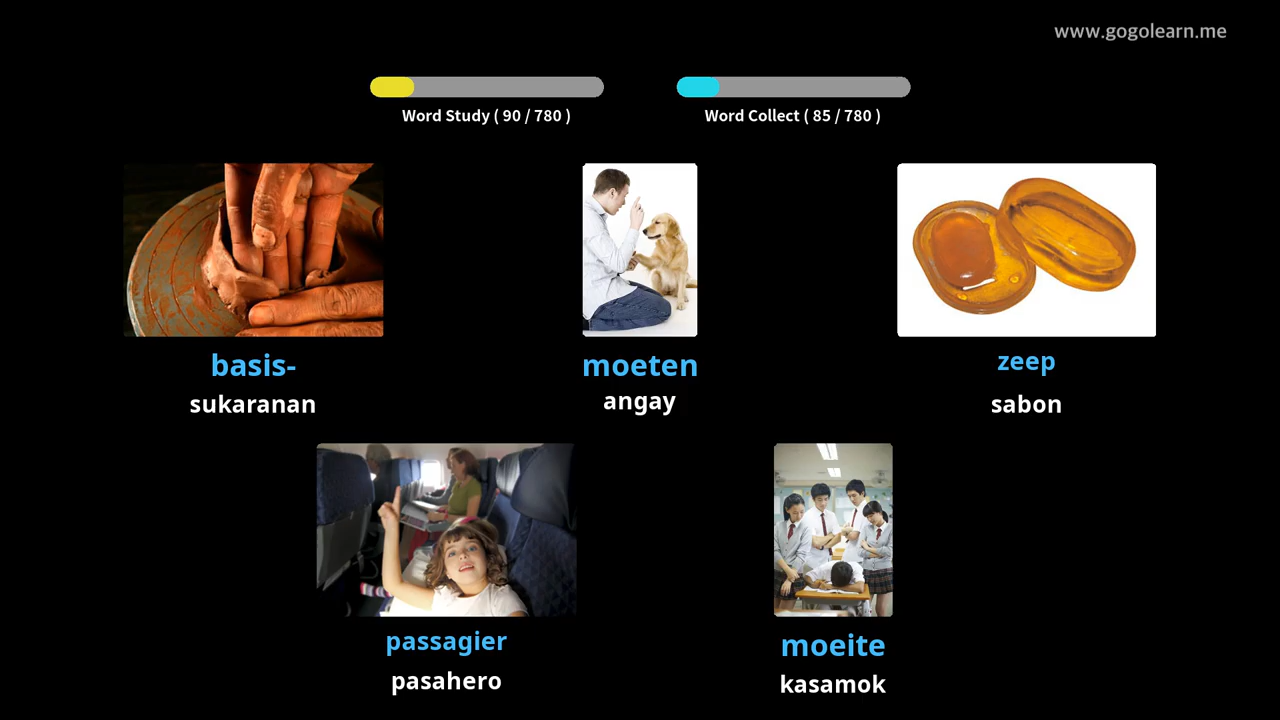 www.gogolearn.me
Word Study ( 90 / 780 )
Word Collect ( 85 / 780 )
basis-
sukaranan
moeten
angay
zeep
sabon
passagier
pasahero
moeite
kasamok